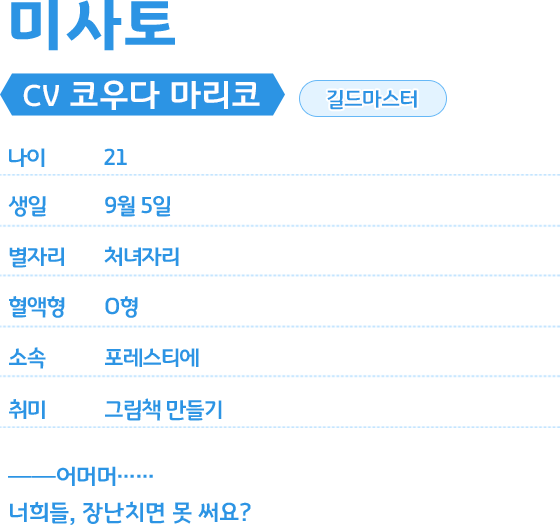 미사토
CV 코우다 마리코 길드마스터
나이 21
생일 9월 5일
별자리 처녀자리
혈액형 O형
소속 포레스티에
취미 그림책 만들기
───어머머……
너희들, 장난치면 못 써요?